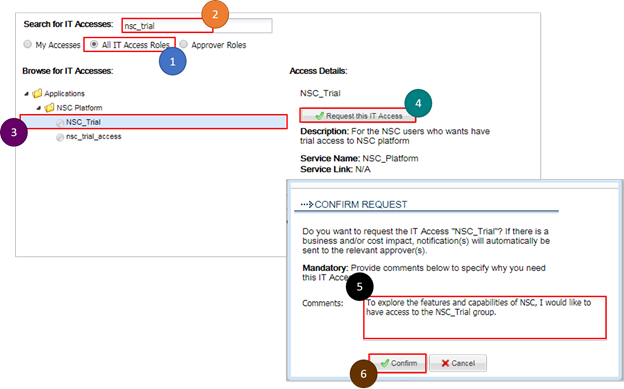 Search for IT Accesses: nsc_trial
2
My Accesses All IT Access Roles Approver Roles
1
Browse for IT Accesses:
Applications
NSC Platform
3
NSC_Trial
nsc_trial_access
Access Details:
NSC_Trial
4
Request this IT Access
Description: For the NSC users who wants have
trial access to NSC platform
Service Name: NSC_Platform
Service Link: N/A
CONFIRM REQUEST
Do you want to request the IT Access "NSC_Trial"? If there is a
business and/or cost impact, notification(s) will automatically be
sent to the relevant approver(s).
Mandatory: Provide comments below to specify why you need
this IT Acce
5
Comments:
To explore the features and capabilities of NSC, I would like to
have access to the NSC_Trial group.
6
Confirm Cancel